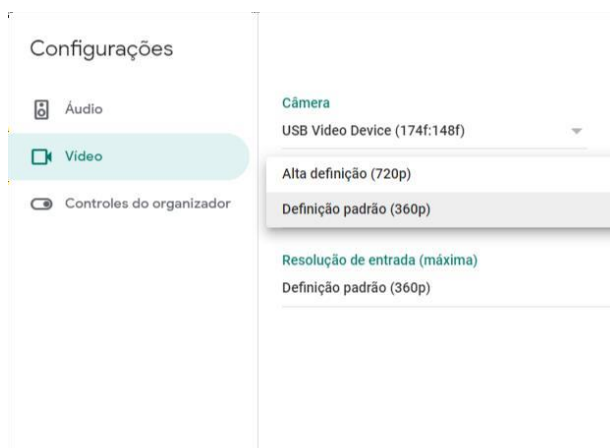 Configurações
Áudio
Vídeo
Controles do organizador
Câmera
USB Video Device (174f:148f)
Alta definição (720p)
Definição padrão (360p)
Resolução de entrada (máxima)
Definição padrão (360p)